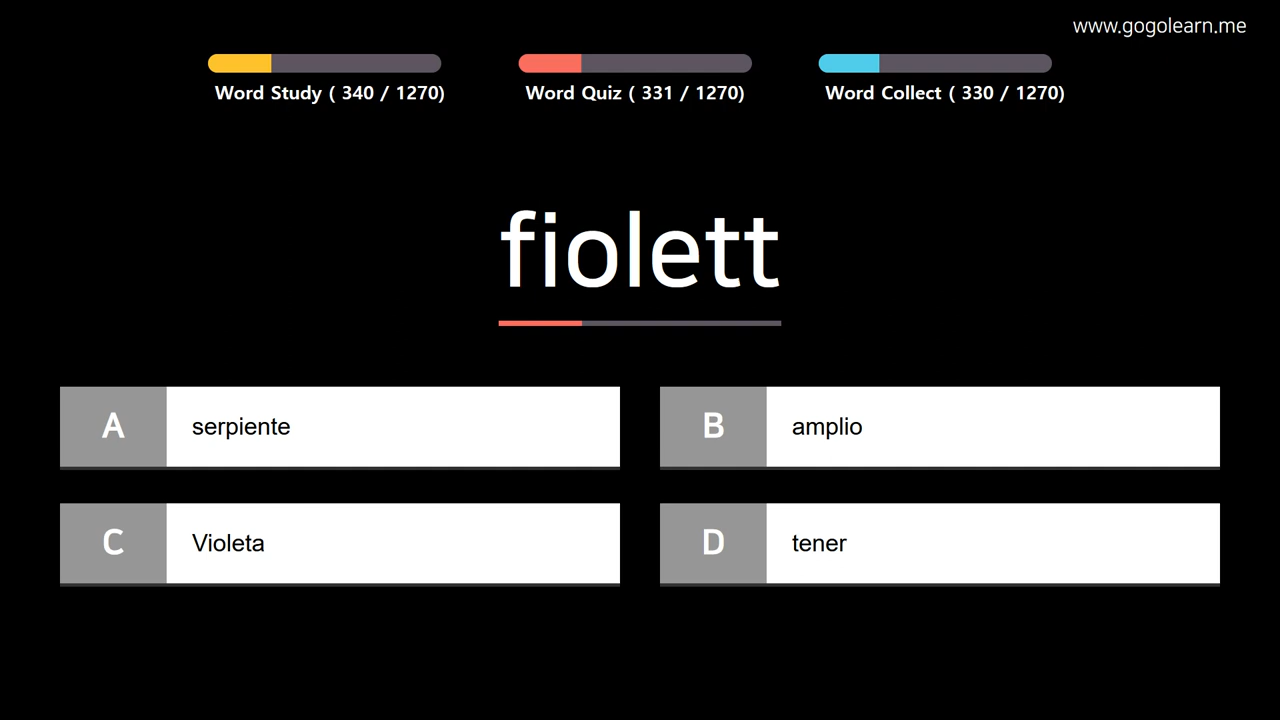 www.gogolearn.me
Word Study ( 340 / 1270)
Word Quiz ( 331 / 1270)
Word Collect ( 330 / 1270)
fiolett
A serpiente
B amplio
C Violeta
D tener